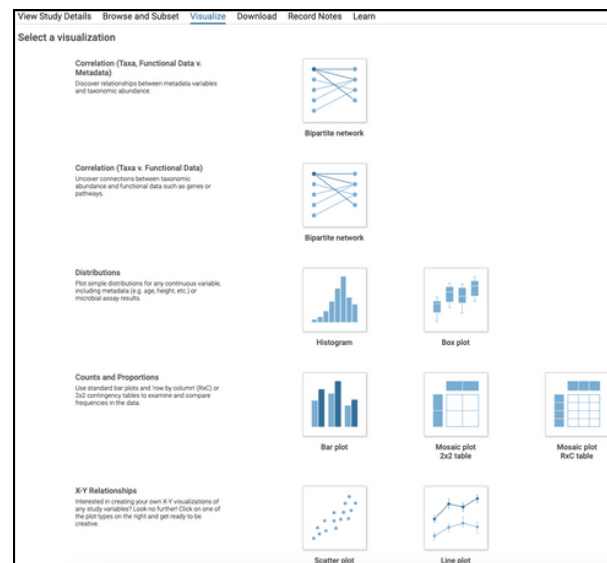 View Study Details Browse and Subset Visualize Download Record Notes Learn
Select a visualization
Correlation (Taxa, Functional Data v.
Metadata)
Discover relationships between metadata variables
and taxonomic abundance.
Bipartite network
Correlation (Taxa v. Functional Data)
Uncover connections between taxonomic
abundance and functional data such as genes or
pathways.
Bipartite network
Distributions
Plot simple distributions for any continuous variable,
including metadata (e.g. age, height, etc.) or
microbial assay results.
Histogram
Box plot
Counts and Proportions
Use standard bar plots and 'row by column' (RxC) or
2x2 contingency tables to examine and compare
frequencies in the data.
Bar plot
Mosaic plot
2x2 table
Mosaic plot
RxC table
X-Y Relationships
Interested in creating your own X-Y visualizations of
any study variables? Look no further! Click on one of
the plot types on the right and get ready to be
creative.
Scatter plot
Line plot